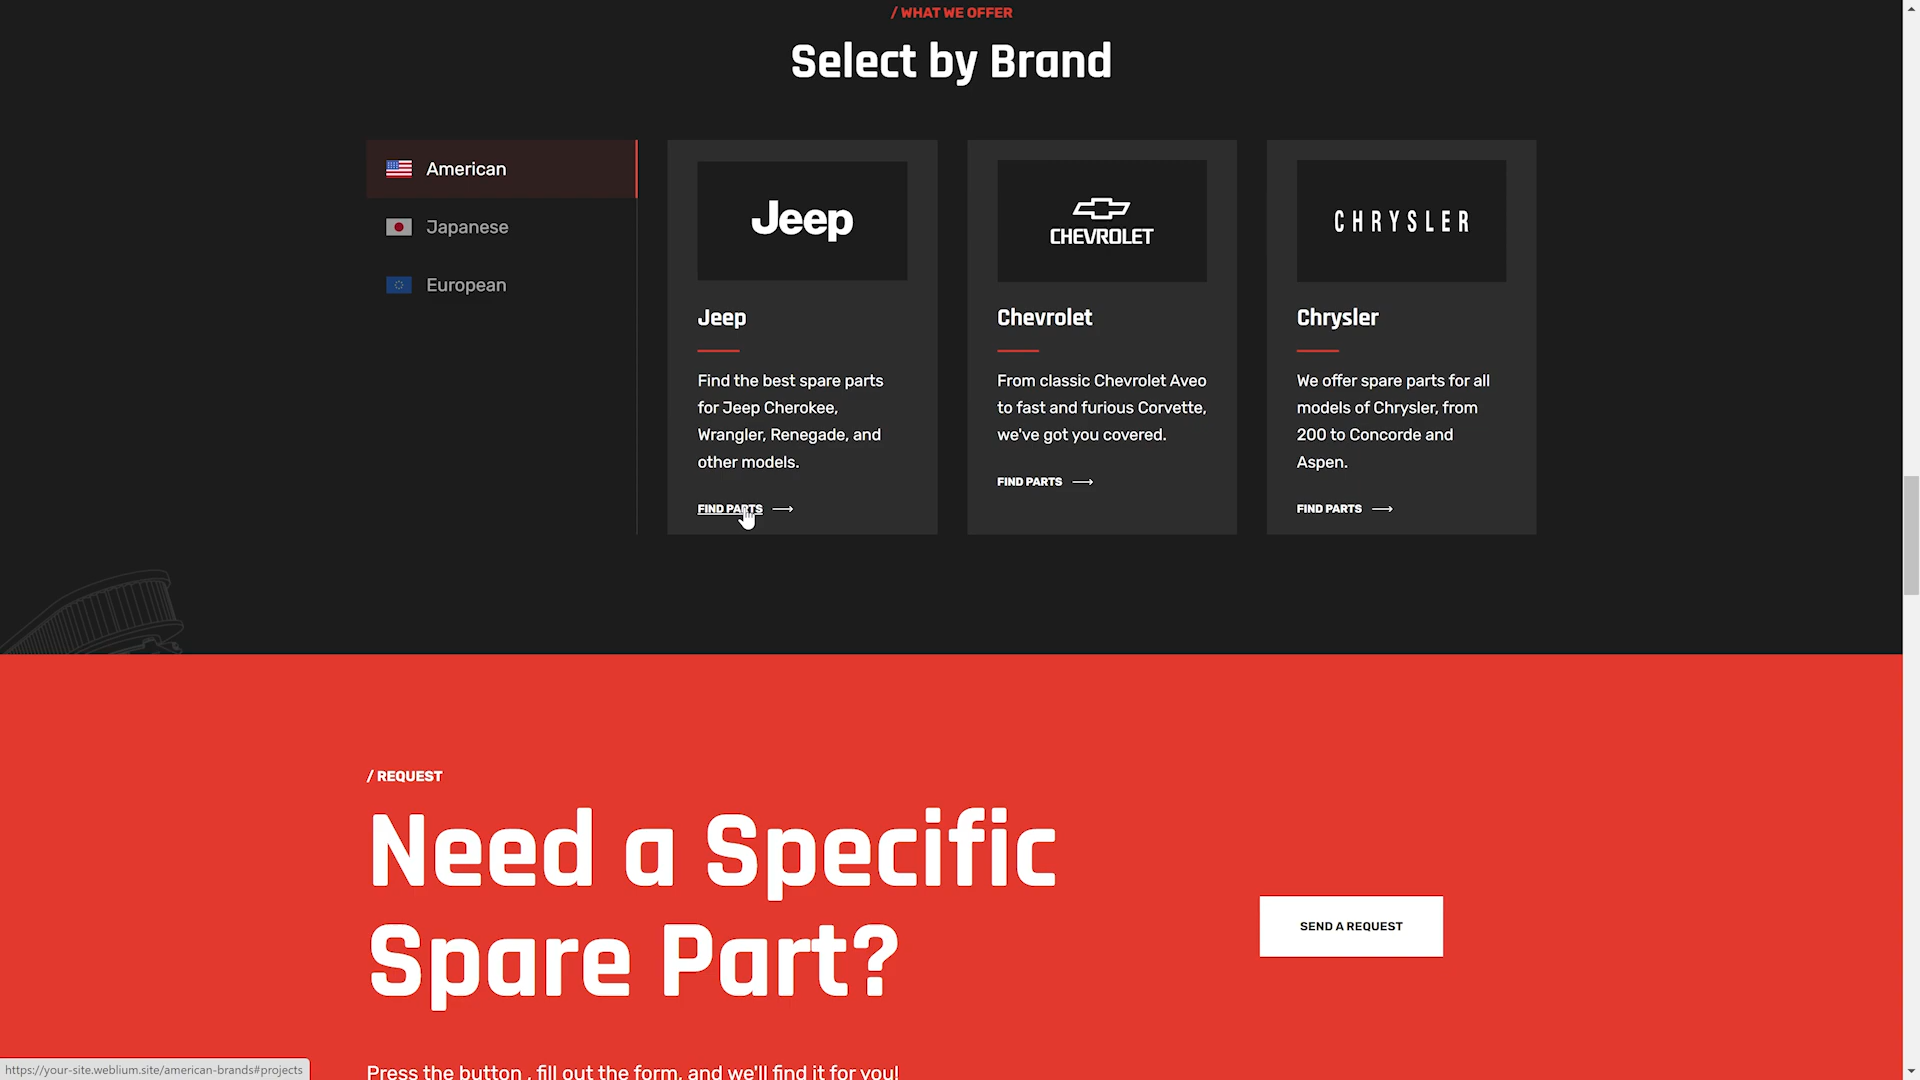 / WHAT WE OFFER
Select by Brand
American
Japanese
European
Jeep
Jeep
Find the best spare parts
for Jeep Cherokee,
Wrangler, Renegade, and
other models.
FIND PARTS
CHEVROLET
Chevrolet
From classic Chevrolet Aveo
to fast and furious Corvette,
we've got you covered.
FIND PARTS
CHRYSLER
Chrysler
We offer spare parts for all
models of Chrysler, from
200 to Concorde and
Aspen.
FIND PARTS
/ REQUEST
Need a Specific
Spare Part?
SEND A REQUEST
Press the button , fill out the form, and we'll find it for you!
https://your-site.weblium.site/american-brands#projects